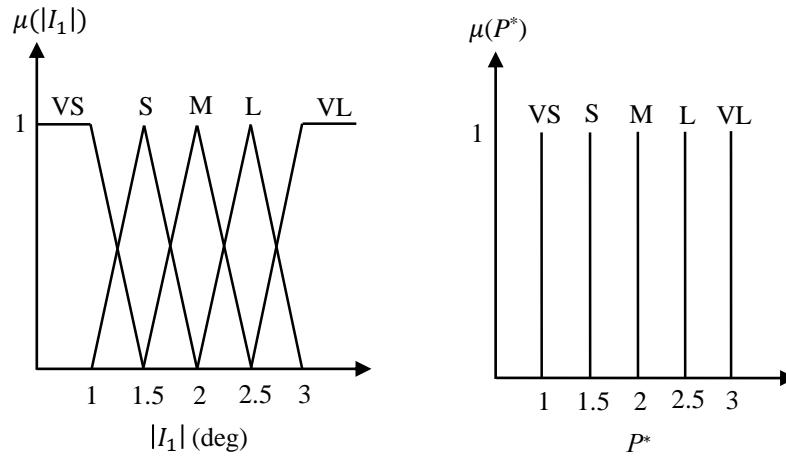 μ(|I₁|)
VS S M L VL
1
1 1.5 2 2.5 3
|I₁| (deg)
μ(P*)
VS S M L VL
1
1 1.5 2 2.5 3
P*